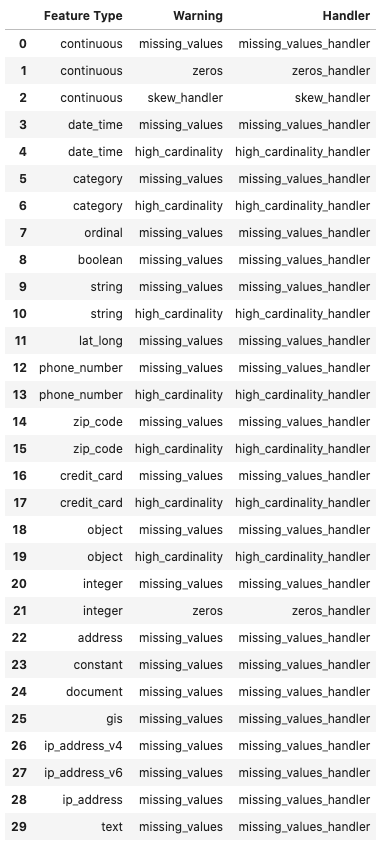 Feature Type Warning Handler
0 continuous missing_values missing_values_handler
1 continuous zeros zeros_handler
2 continuous skew_handler skew_handler
3 date_time missing_values missing_values_handler
4 date_time high_cardinality high_cardinality_handler
5 category missing_values missing_values_handler
6 category high_cardinality high_cardinality_handler
7 ordinal missing_values missing_values_handler
8 boolean missing_values missing_values_handler
9 string missing_values missing_values_handler
10 string high_cardinality high_cardinality_handler
11 lat_long missing_values missing_values_handler
12 phone_number missing_values missing_values_handler
13 phone_number high_cardinality high_cardinality_handler
14 zip_code missing_values missing_values_handler
15 zip_code high_cardinality high_cardinality_handler
16 credit_card missing_values missing_values_handler
17 credit_card high_cardinality high_cardinality_handler
18 object missing_values missing_values_handler
19 object high_cardinality high_cardinality_handler
20 integer missing_values missing_values_handler
21 integer zeros zeros_handler
22 address missing_values missing_values_handler
23 constant missing_values missing_values_handler
24 document missing_values missing_values_handler
25 gis missing_values missing_values_handler
26 ip_address_v4 missing_values missing_values_handler
27 ip_address_v6 missing_values missing_values_handler
28 ip_address missing_values missing_values_handler
29 text missing_values missing_values_handler